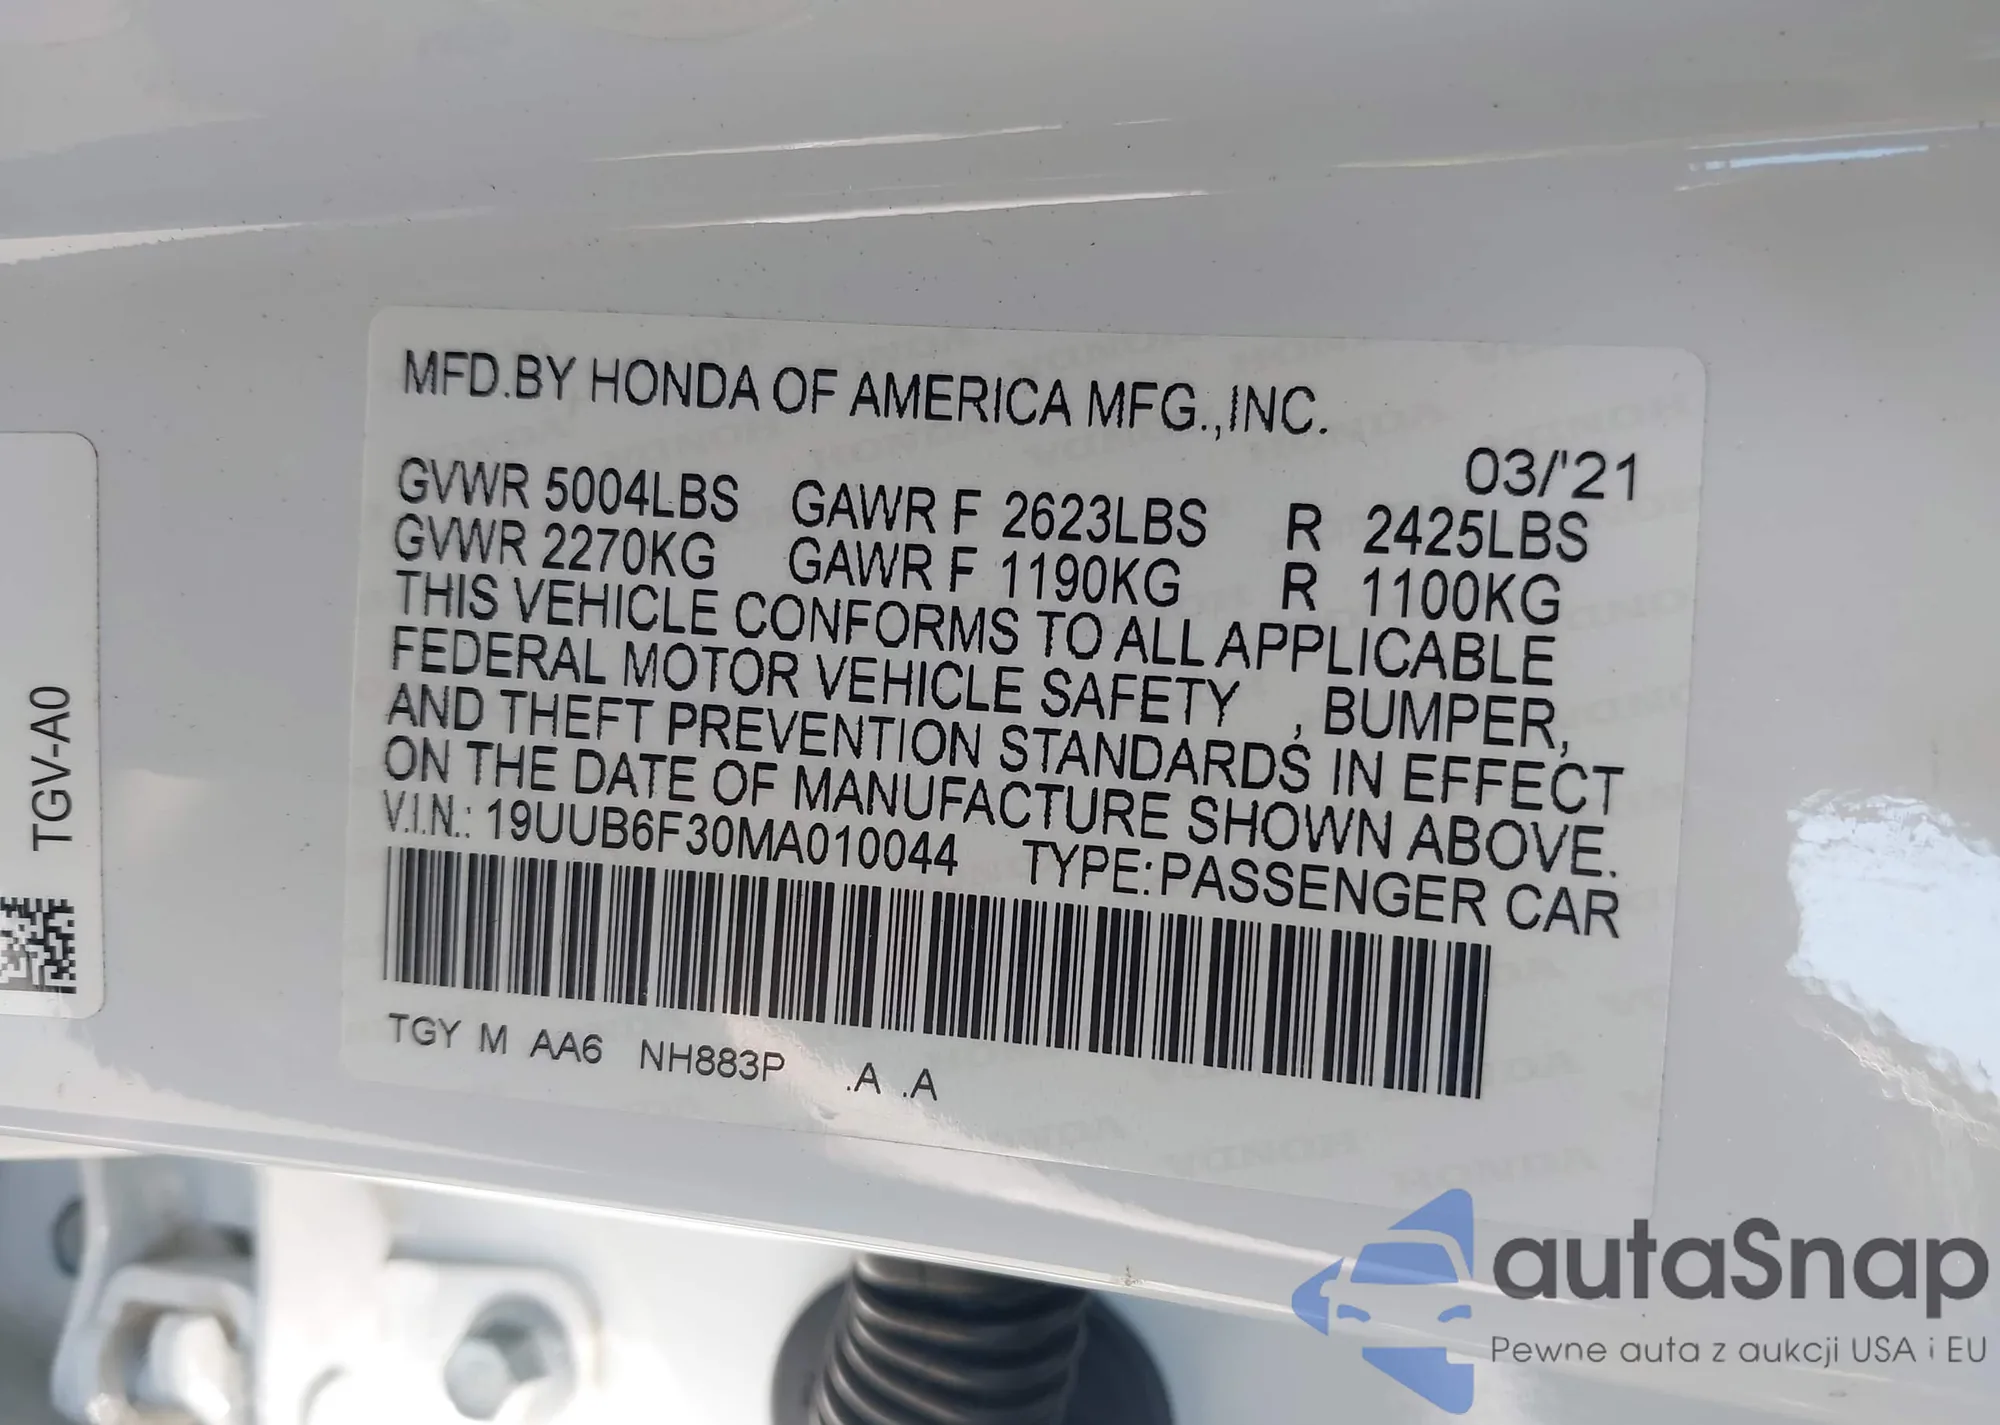 MFD.BY HONDA OF AMERICA MFG.,INC.
03/'21
GVWR 5004LBS GAWR F 2623LBS R 2425LBS
GVWR 2270KG GAWR F 1190KG R 1100KG
THIS VEHICLE CONFORMS TO ALL APPLICABLE
FEDERAL MOTOR VEHICLE SAFETY , BUMPER,
AND THEFT PREVENTION STANDARDS IN EFFECT
ON THE DATE OF MANUFACTURE SHOWN ABOVE.
V.I.N.: 19UUB6F30MA010044 TYPE:PASSENGER CAR
TGY M AA6 NH883P .A .A
TGV-A0
autaSnap
Pewne auta z aukcji USA i EU